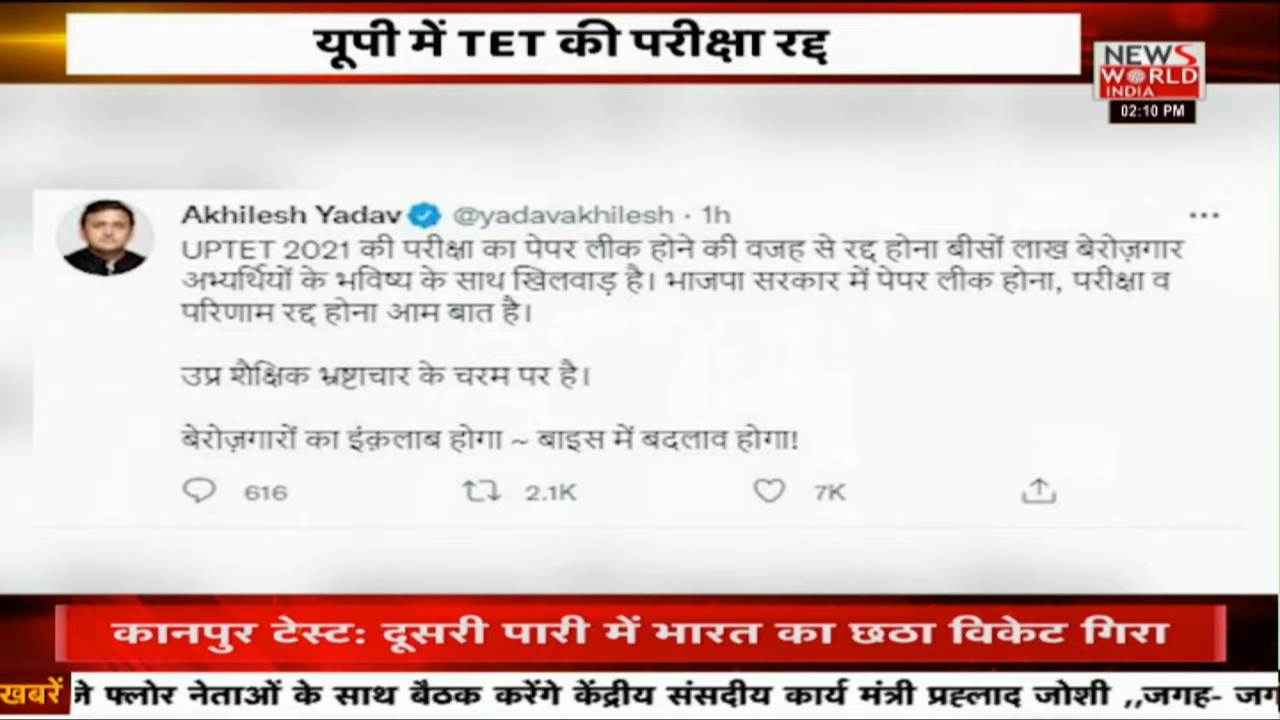 यूपी में TET की परीक्षा रद्द
NEWS
WORLD
INDIA
02:10 PM
Akhilesh Yadav @yadavakhilesh · 1h
UPTET 2021 की परीक्षा का पेपर लीक होने की वजह से रद्द होना बीसों लाख बेरोज़गार
अभ्यर्थियों के भविष्य के साथ खिलवाड़ है। भाजपा सरकार में पेपर लीक होना, परीक्षा व
परिणाम रद्द होना आम बात है।
उप्र शैक्षिक भ्रष्टाचार के चरम पर है।
बेरोज़गारों का इंक़लाब होगा ~ बाइस में बदलाव होगा!
616 2.1K 7K
कानपुर टेस्ट: दूसरी पारी में भारत का छठा विकेट गिरा
खबरें ने फ्लोर नेताओं के साथ बैठक करेंगे केंद्रीय संसदीय कार्य मंत्री प्रह्लाद जोशी ,,जगह- जग